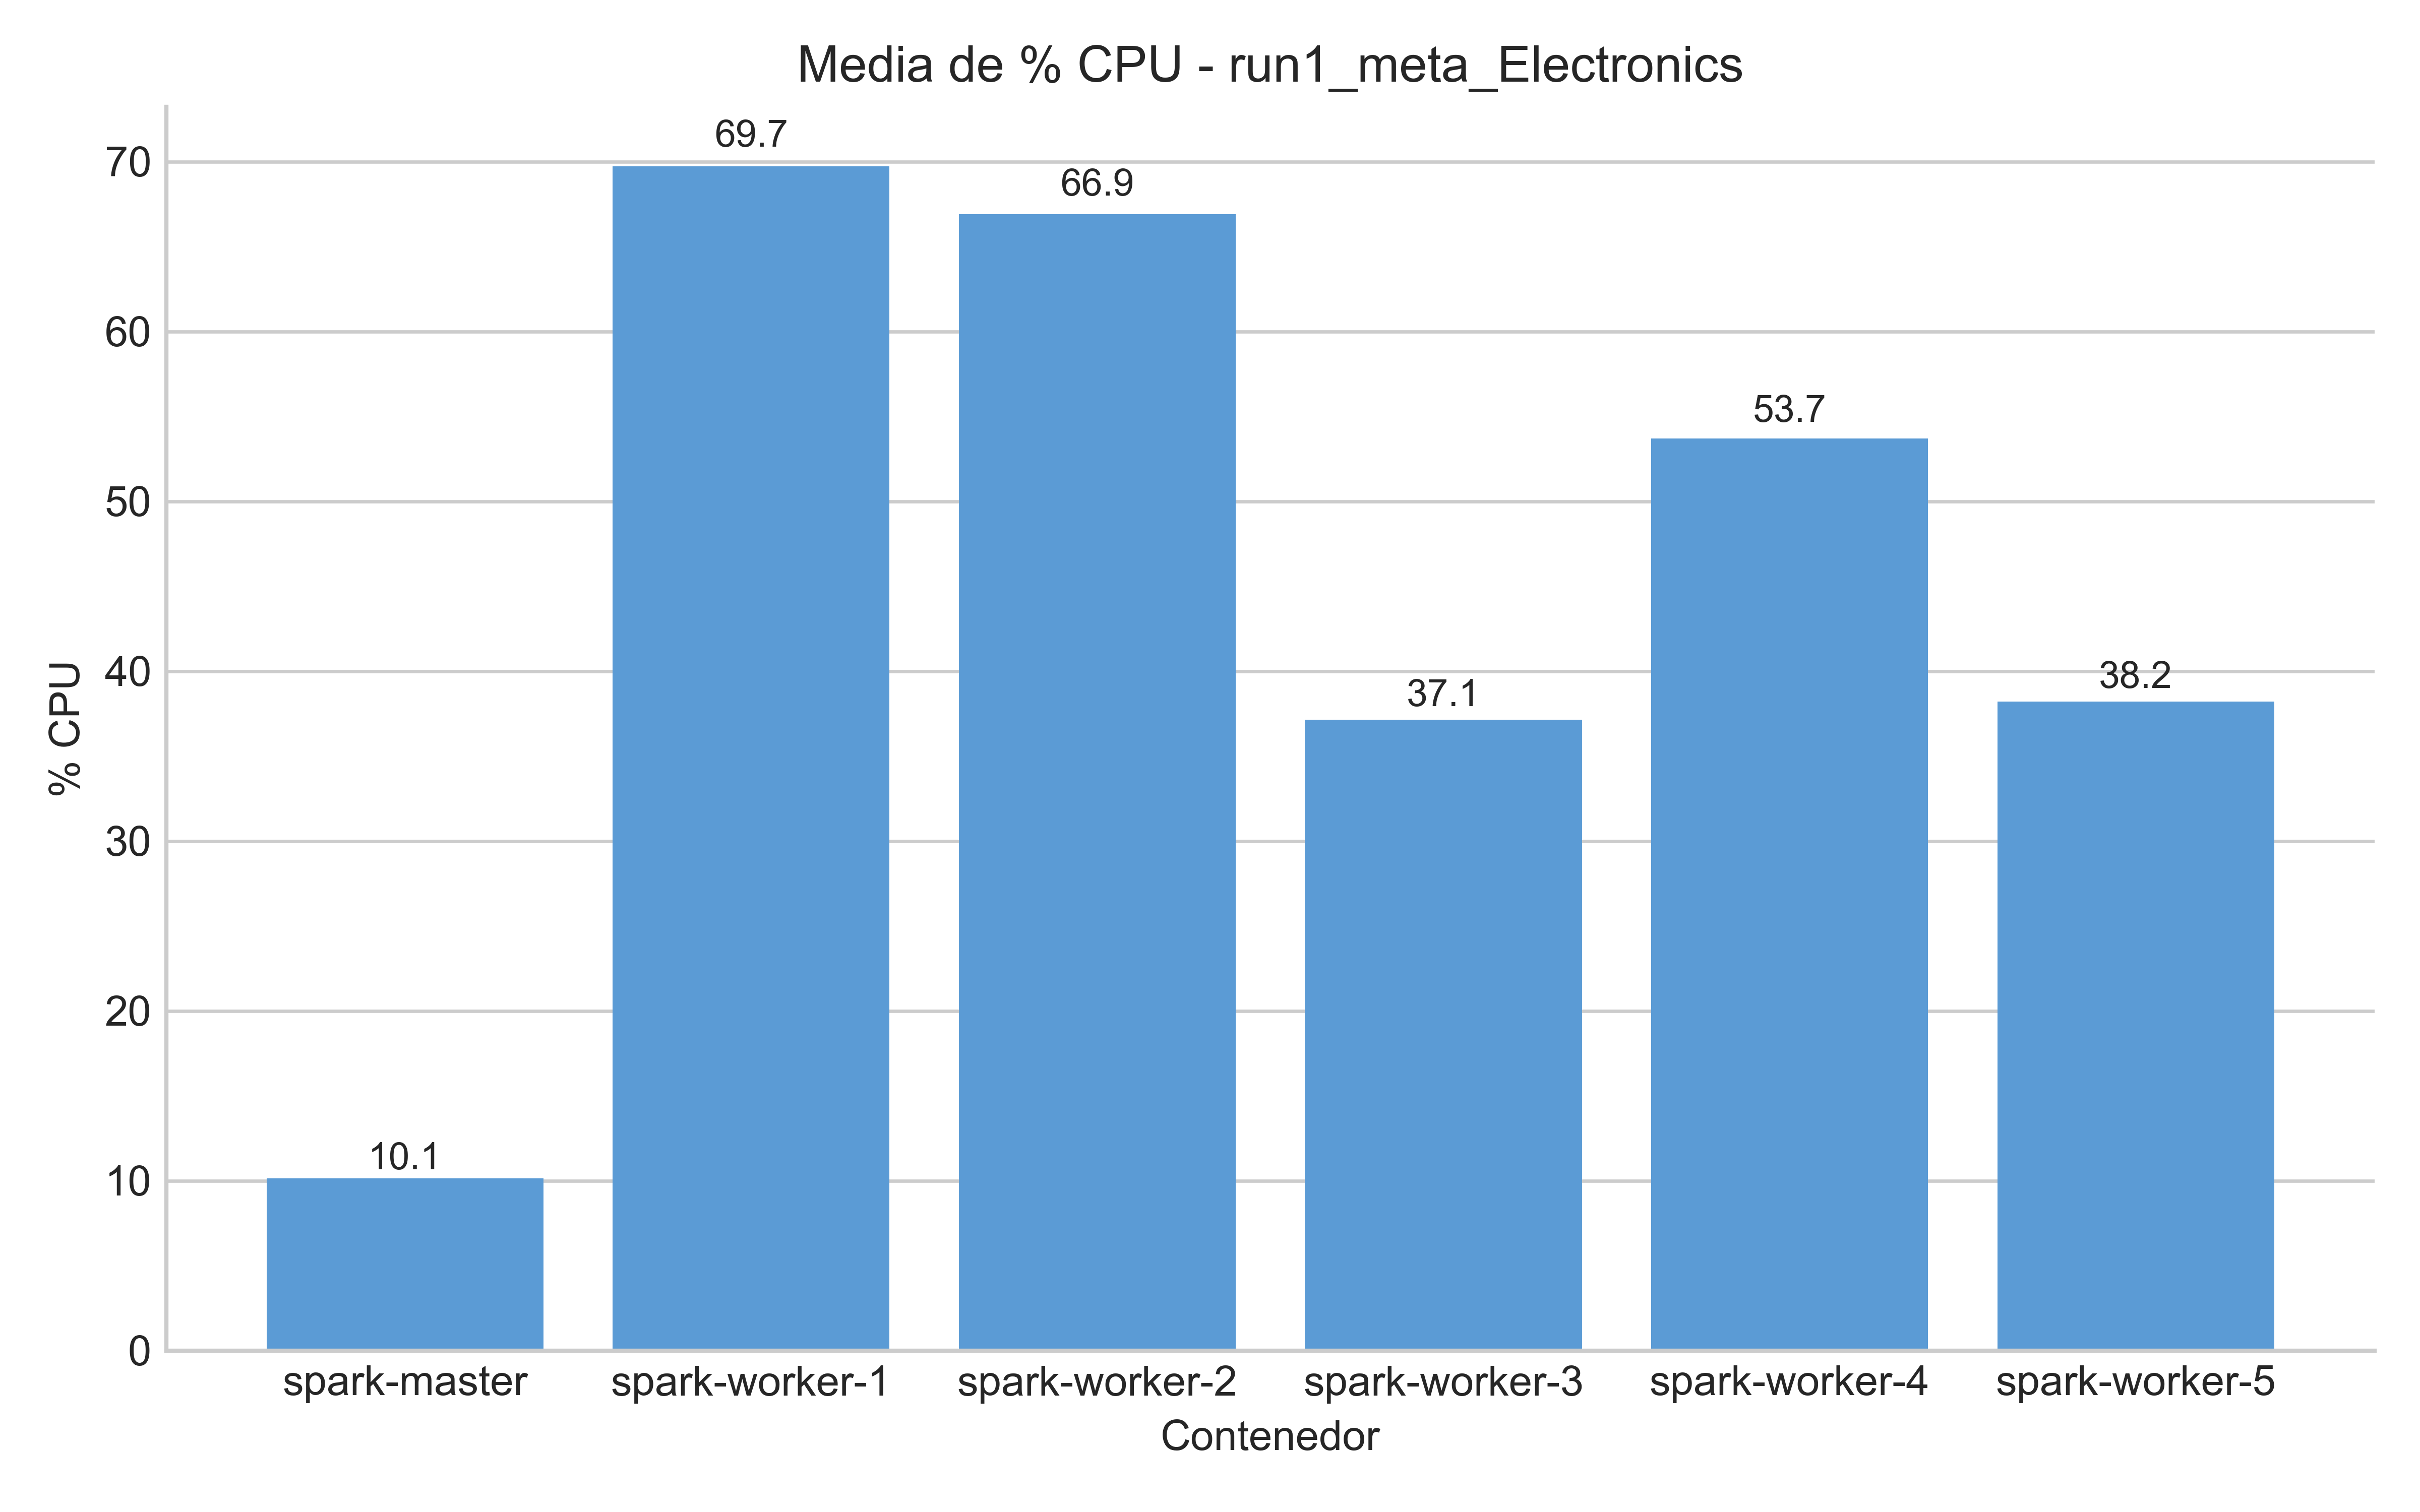 Media de % CPU - run1_meta_Electronics
% CPU
70
60
50
40
30
20
10
0
10.1
69.7
66.9
37.1
53.7
38.2
spark-master
spark-worker-1
spark-worker-2
spark-worker-3
spark-worker-4
spark-worker-5
Contenedor